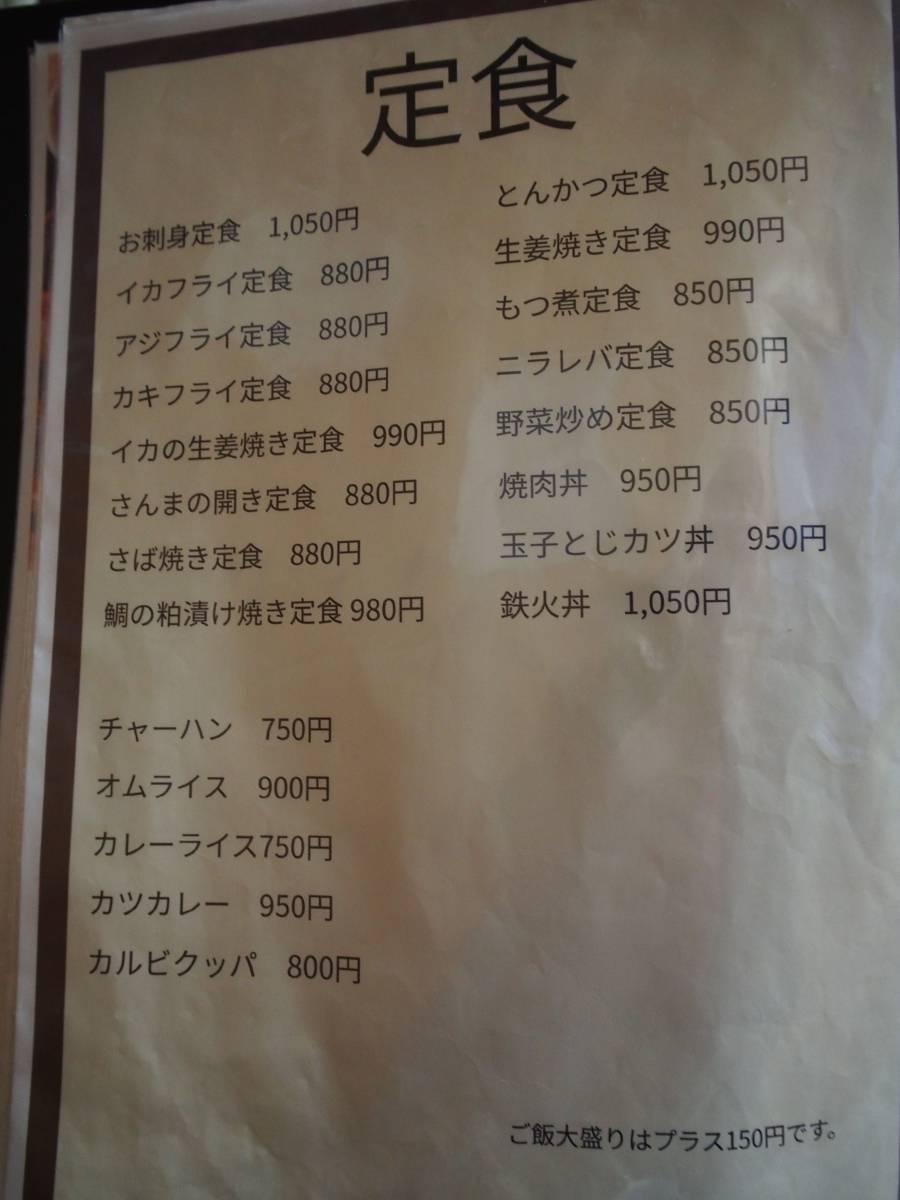 定食
お刺身定食　1,050円
イカフライ定食　880円
アジフライ定食　880円
カキフライ定食　880円
イカの生姜焼き定食　990円
さんまの開き定食　880円
さば焼き定食　880円
鯛の粕漬け焼き定食 980円
チャーハン　750円
オムライス　900円
カレーライス750円
カツカレー　950円
カルビクッパ　800円
とんかつ定食　1,050円
生姜焼き定食　990円
もつ煮定食　850円
ニラレバ定食　850円
野菜炒め定食　850円
焼肉丼　950円
玉子とじカツ丼　950円
鉄火丼　1,050円
ご飯大盛りはプラス150円です。